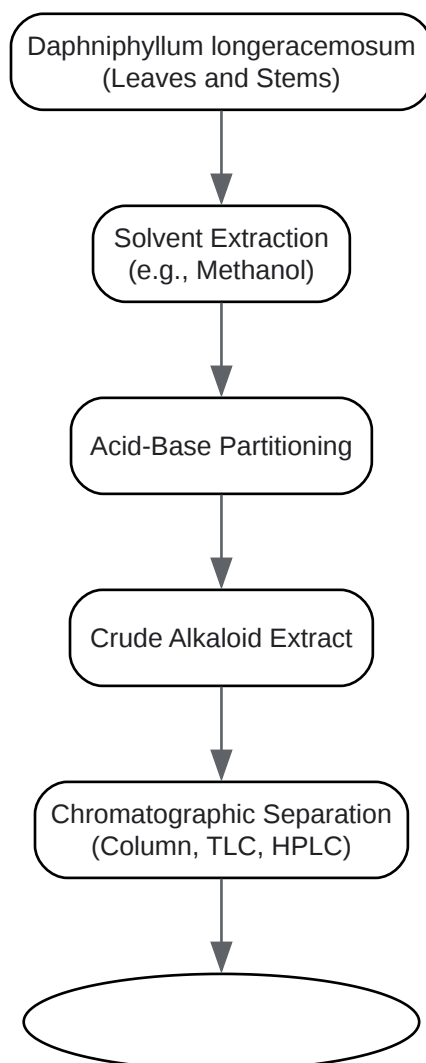 Daphniphyllum longeracemosum
(Leaves and Stems)
Solvent Extraction
(e.g., Methanol)
Acid-Base Partitioning
Crude Alkaloid Extract
Chromatographic Separation
(Column, TLC, HPLC)